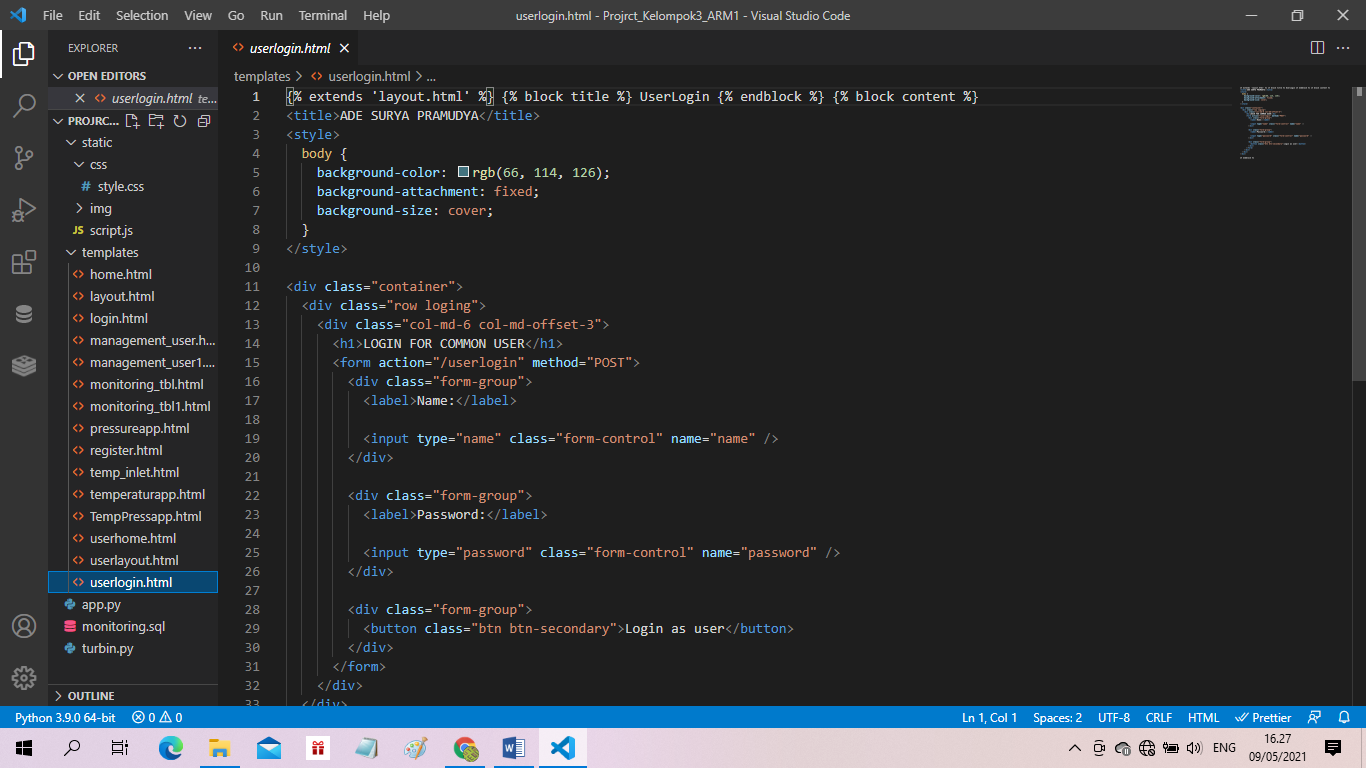 File Edit Selection View Go Run Terminal Help userlogin.html - Projrct_Kelompok3_ARM1 - Visual Studio Code
EXPLORER ...
OPEN EDITORS
userlogin.html te...
PROJRC...
static
css
# style.css
img
JS script.js
templates
<> home.html
<> layout.html
<> login.html
<> management_user.h...
<> management_user1....
<> monitoring_tbl.html
<> monitoring_tbl1.html
<> pressureapp.html
<> register.html
<> temp_inlet.html
<> temperaturapp.html
<> TempPressapp.html
<> userhome.html
<> userlayout.html
<> userlogin.html
app.py
monitoring.sql
turbin.py
OUTLINE
<> userlogin.html
templates > <> userlogin.html > ...
1 {% extends 'layout.html' %} {% block title %} UserLogin {% endblock %} {% block content %}
2 <title>ADE SURYA PRAMUDYA</title>
3 <style>
4 body {
5 background-color: rgb(66, 114, 126);
6 background-attachment: fixed;
7 background-size: cover;
8 }
9 </style>
10
11 <div class="container">
12 <div class="row loging">
13 <div class="col-md-6 col-md-offset-3">
14 <h1>LOGIN FOR COMMON USER</h1>
15 <form action="/userlogin" method="POST">
16 <div class="form-group">
17 <label>Name:</label>
18
19 <input type="name" class="form-control" name="name" />
20 </div>
21
22 <div class="form-group">
23 <label>Password:</label>
24
25 <input type="password" class="form-control" name="password" />
26 </div>
27
28 <div class="form-group">
29 <button class="btn btn-secondary">Login as user</button>
30 </div>
31 </form>
32 </div>
33 </div>
Python 3.9.0 64-bit 0 0 Ln 1, Col 1 Spaces: 2 UTF-8 CRLF HTML Prettier
ENG 16.27
09/05/2021